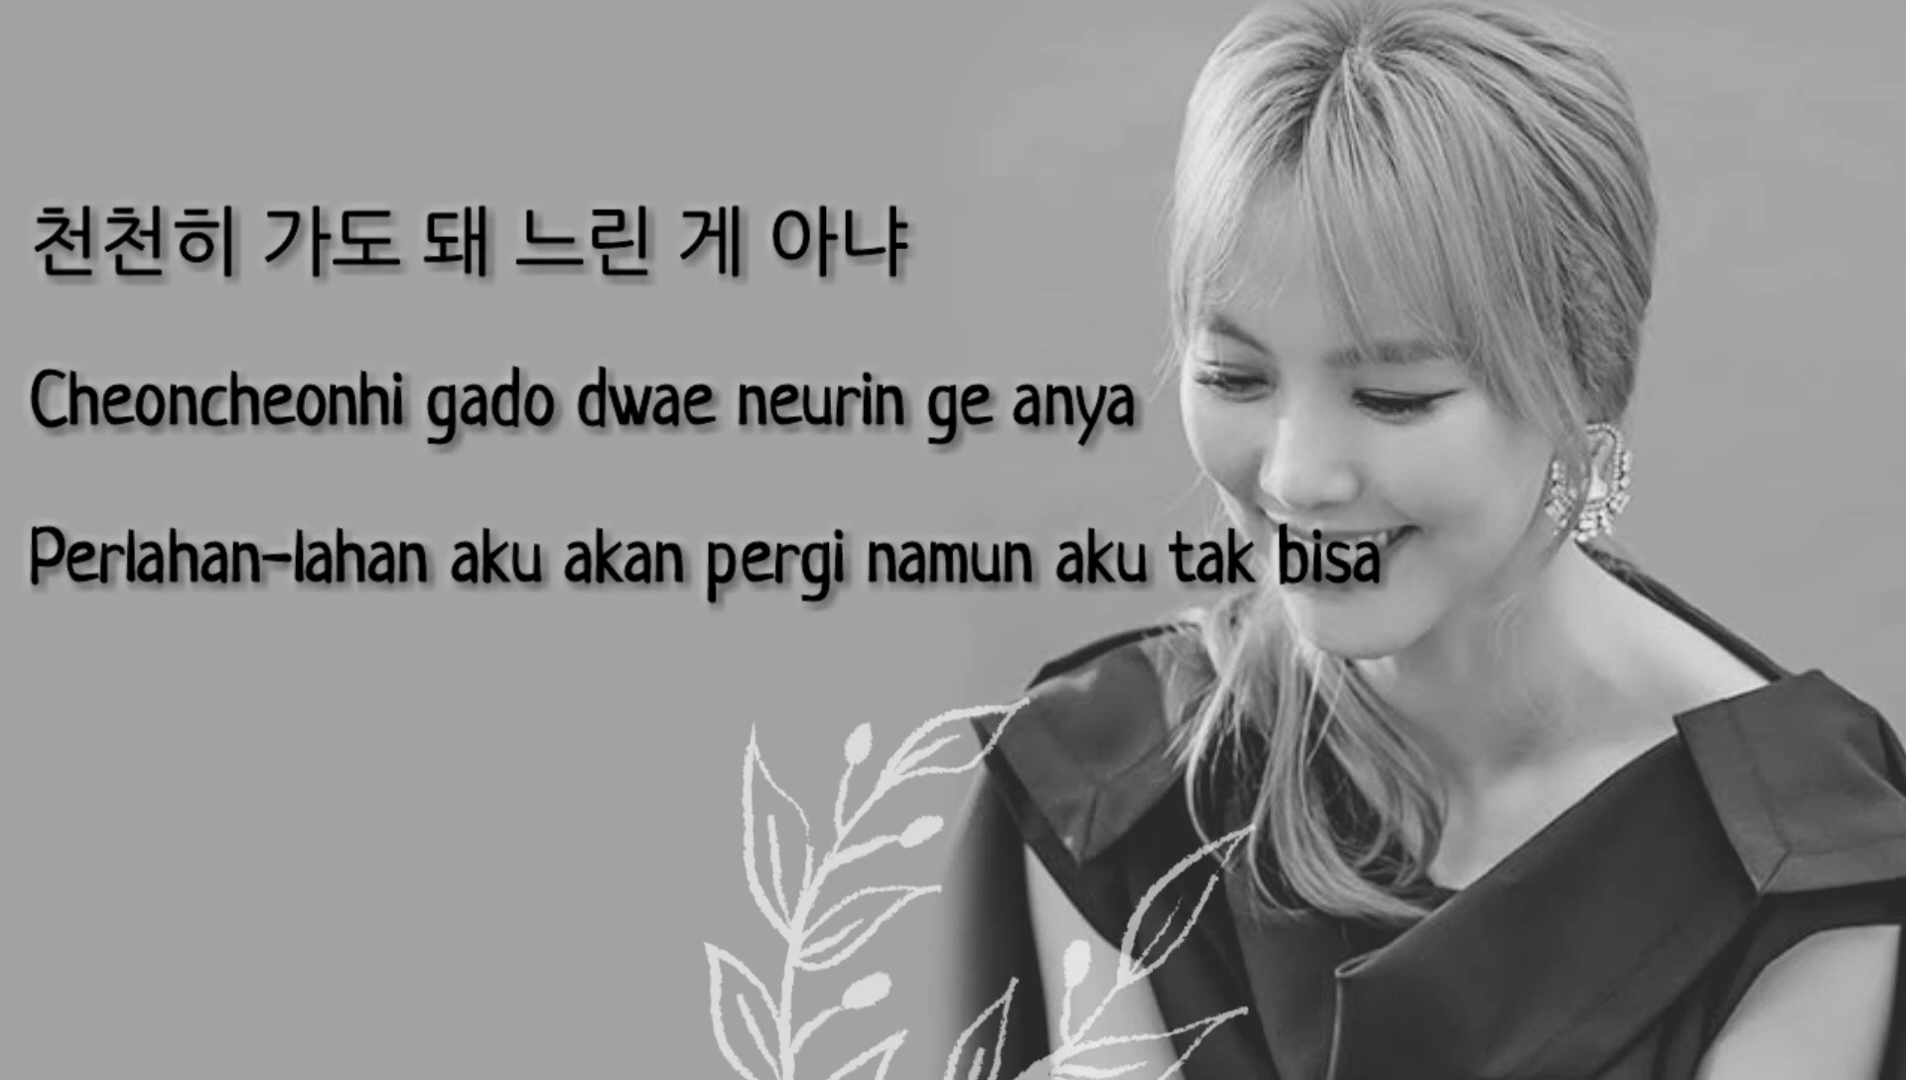 천천히 가도 돼 느린 게 아냐
Cheoncheonhi gado dwae neurin ge anya
Perlahan-lahan aku akan pergi namun aku tak bisa